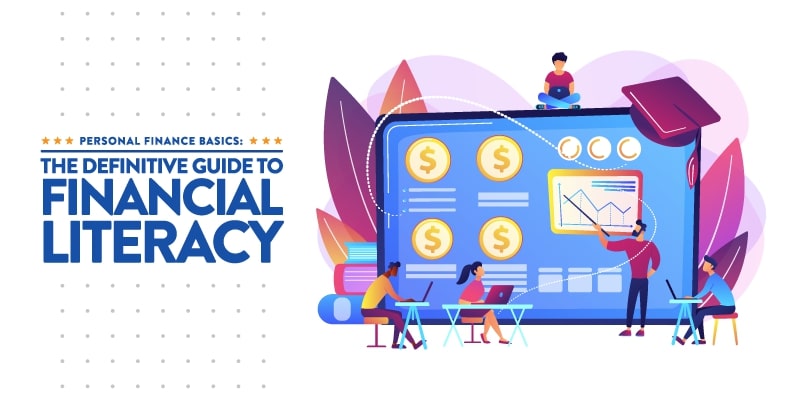 PERSONAL FINANCE BASICS:
THE DEFINITIVE GUIDE TO
FINANCIAL
LITERACY
$ $
$ $